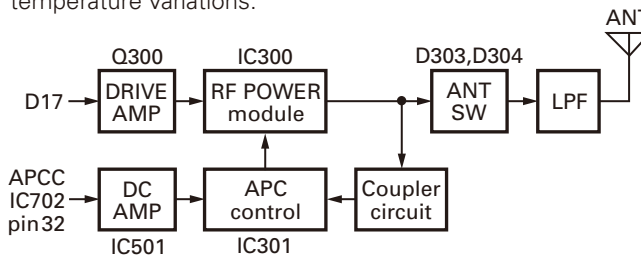 temperature variations.
ANT
Q300 IC300 D303,D304
D17 DRIVE AMP RF POWER module ANT SW LPF
APCC IC702 pin32 DC AMP APC control Coupler circuit
IC501 IC301